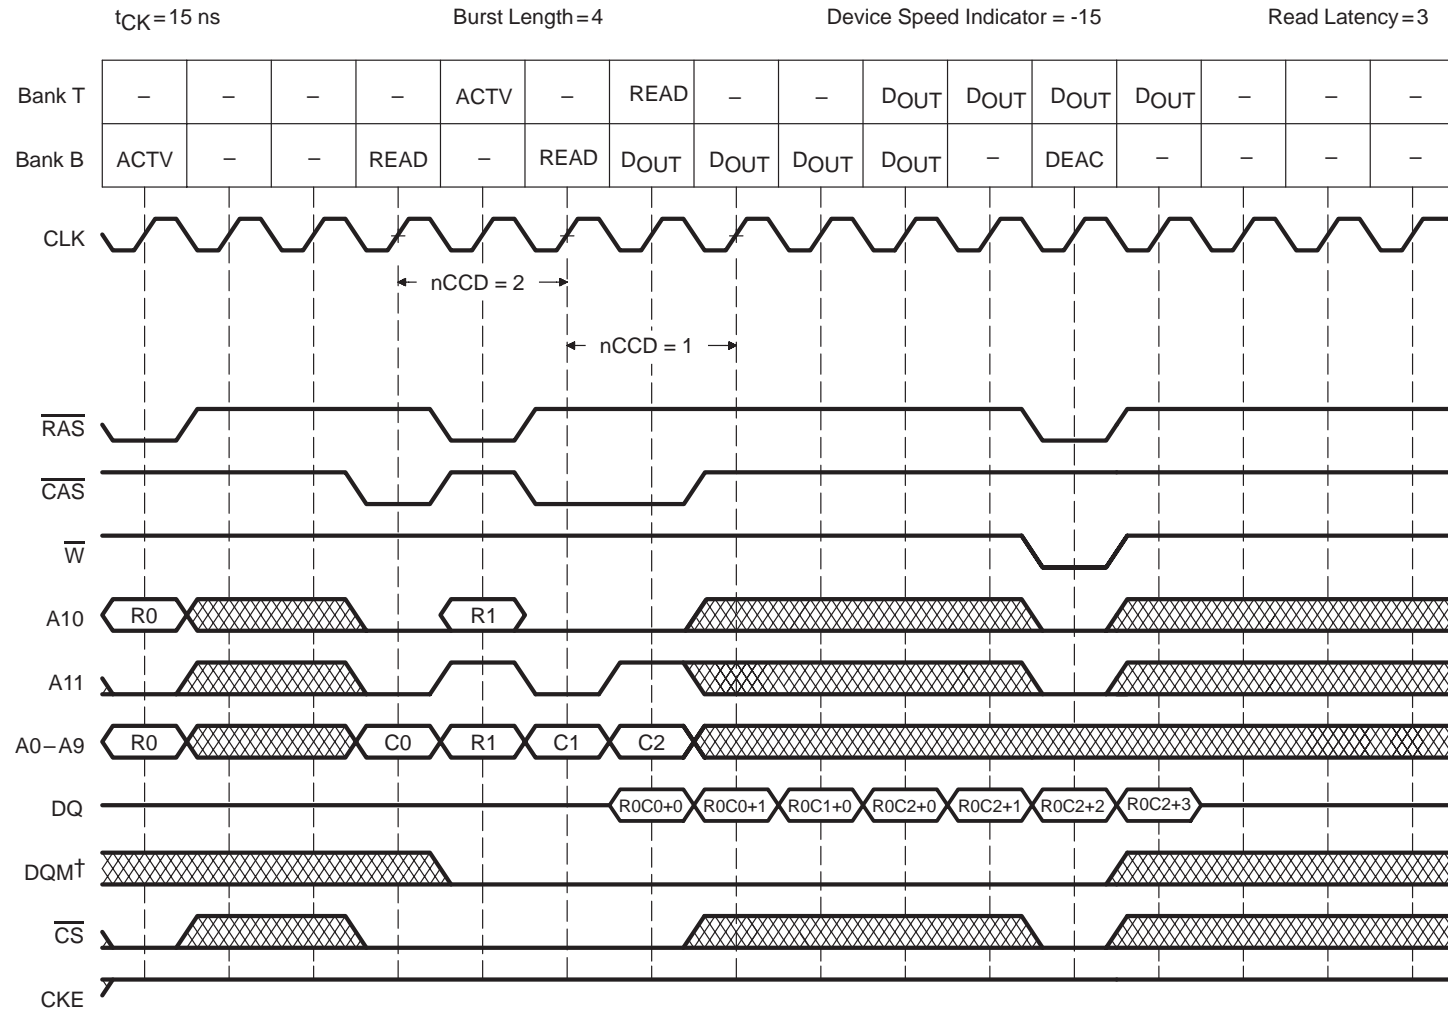 tCK=15 ns Burst Length=4 Device Speed Indicator = -15 Read Latency=3
Bank T – – – – ACTV – READ – – DOUT DOUT DOUT DOUT – – –
Bank B ACTV – – READ – READ DOUT DOUT DOUT DOUT – DEAC – – – –
CLK
nCCD = 2
nCCD = 1
RAS
CAS
W
A10 R0 R1
A11
A0–A9 R0 C0 R1 C1 C2
DQ R0C0+0 R0C0+1 R0C1+0 R0C2+0 R0C2+1 R0C2+2 R0C2+3
DQM†
CS
CKE